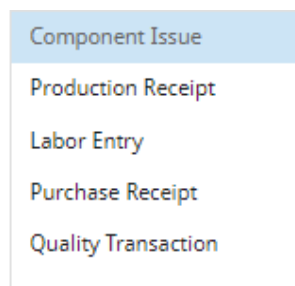 Component Issue
Production Receipt
Labor Entry
Purchase Receipt
Quality Transaction